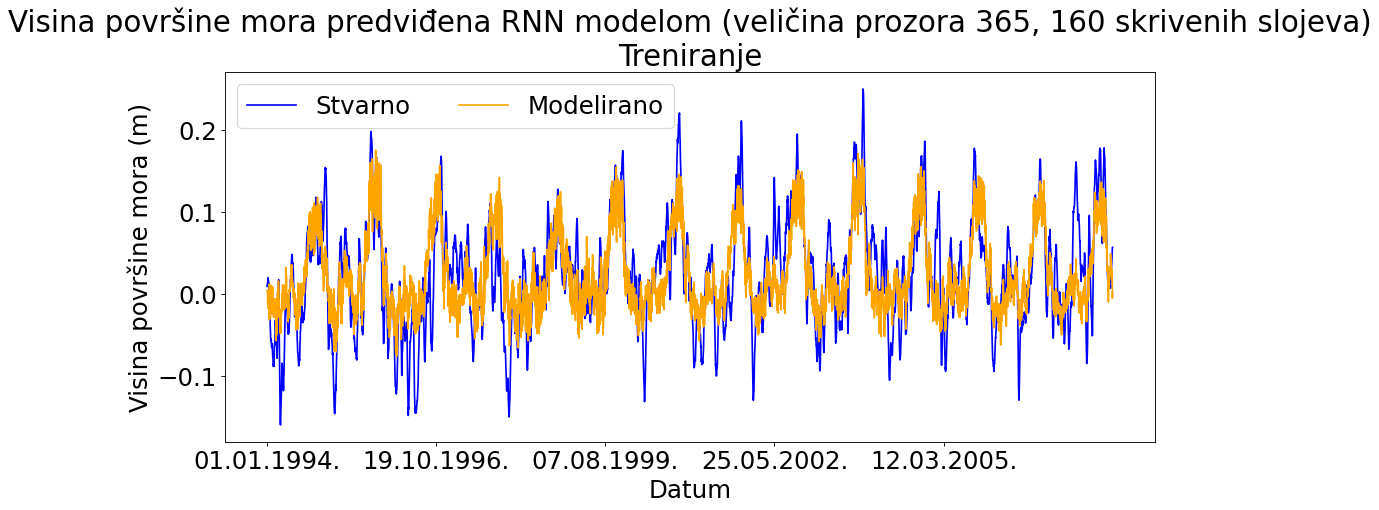 Visina površine mora predviđena RNN modelom (veličina prozora 365, 160 skrivenih slojeva)
Treniranje
Stvarno Modelirano
Visina površine mora (m)
0.2
0.1
0.0
−0.1
01.01.1994. 19.10.1996. 07.08.1999. 25.05.2002. 12.03.2005.
Datum